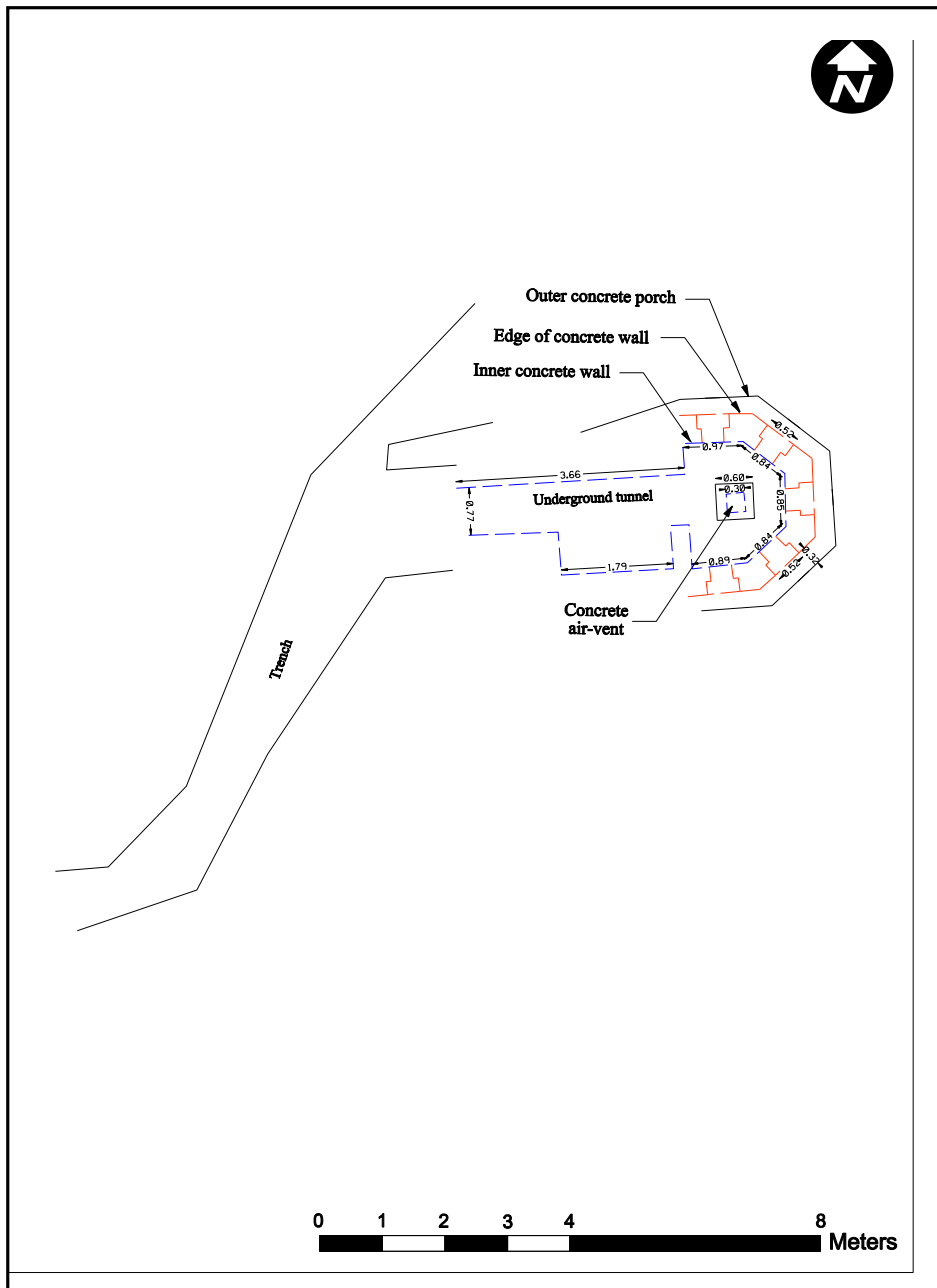 N
Outer concrete porch
Edge of concrete wall
Inner concrete wall
0.52
0.97
0.84
3.66
0.60
0.30
Underground tunnel
0.77
0.85
0.84
0.32
0.52
0.89
1.79
Concrete
air-vent
Trench
0 1 2 3 4 8
Meters